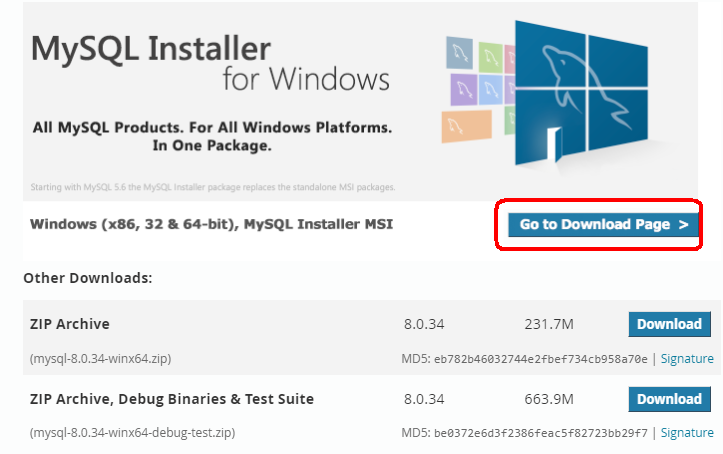 MySQL Installer
for Windows
All MySQL Products. For All Windows Platforms.
In One Package.
Starting with MySQL 5.6 the MySQL Installer package replaces the standalone MSI packages.
Windows (x86, 32 & 64-bit), MySQL Installer MSI
Go to Download Page >
Other Downloads:
ZIP Archive 8.0.34 231.7M Download
(mysql-8.0.34-winx64.zip) MD5: eb782b46032744e2fbef734cb958a70e | Signature
ZIP Archive, Debug Binaries & Test Suite 8.0.34 663.9M Download
(mysql-8.0.34-winx64-debug-test.zip) MD5: be0372e6d3f2386feac5f82723bb29f7 | Signature